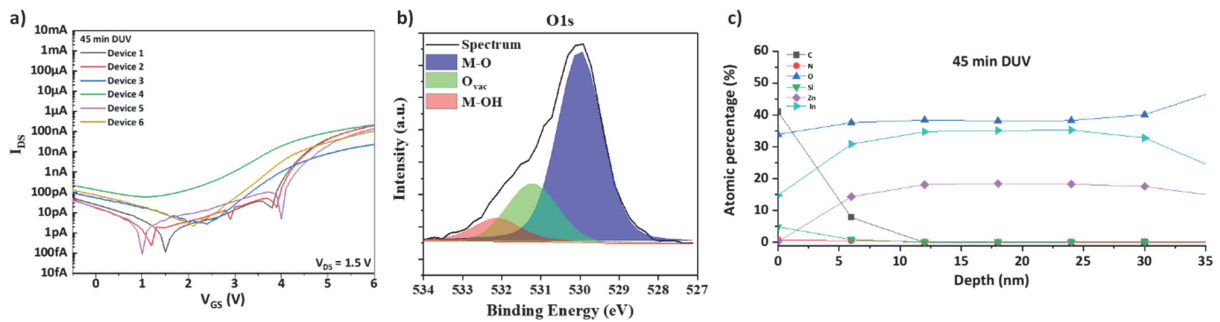 a)
10mA
1mA
100μA
10μA
1μA
100nA
10nA
1nA
100pA
10pA
1pA
100fA
10fA
I_DS
45 min DUV
Device 1
Device 2
Device 3
Device 4
Device 5
Device 6
V_DS = 1.5 V
0 1 2 3 4 5 6
V_GS (V)
b)
O1s
Spectrum
M-O
O_vac
M-OH
Intensity (a.u.)
534 533 532 531 530 529 528 527
Binding Energy (eV)
c)
60
50
40
30
20
10
0
Atomic percentage (%)
C
N
O
Si
Zn
In
45 min DUV
0 5 10 15 20 25 30 35
Depth (nm)